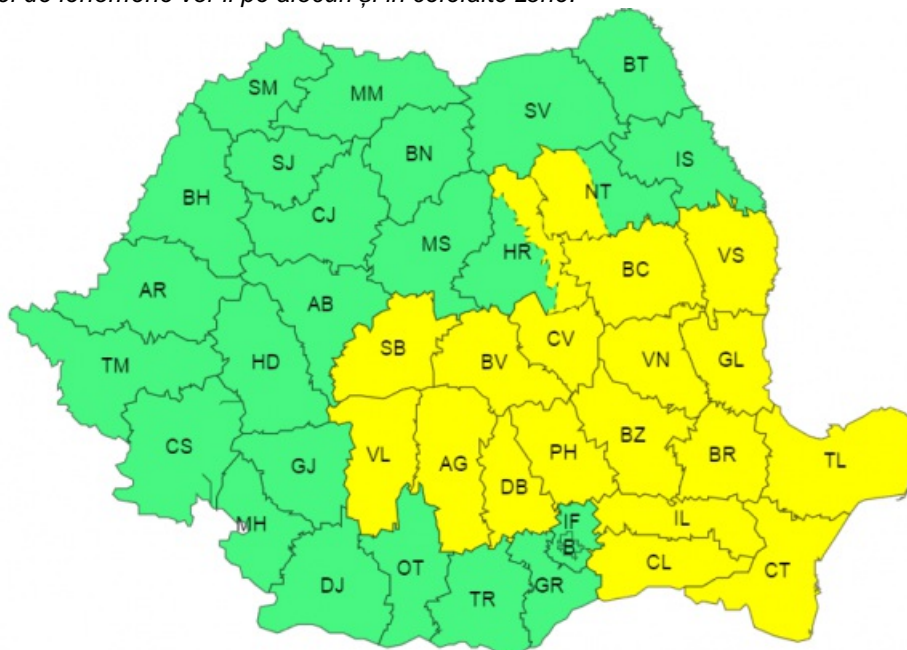 de fenomene vor fi pe alocuri și în celelalte zone.
BT
SM
MM
SV
BN
IS
SJ
NT
BH
CJ
MS
HR
BC
VS
AR
AB
SB
CV
TM
HD
BV
VN
GL
CS
BZ
VL
PH
BR
TL
GJ
AG
DB
MH
IF
IL
B
OT
CL
CT
DJ
TR
GR